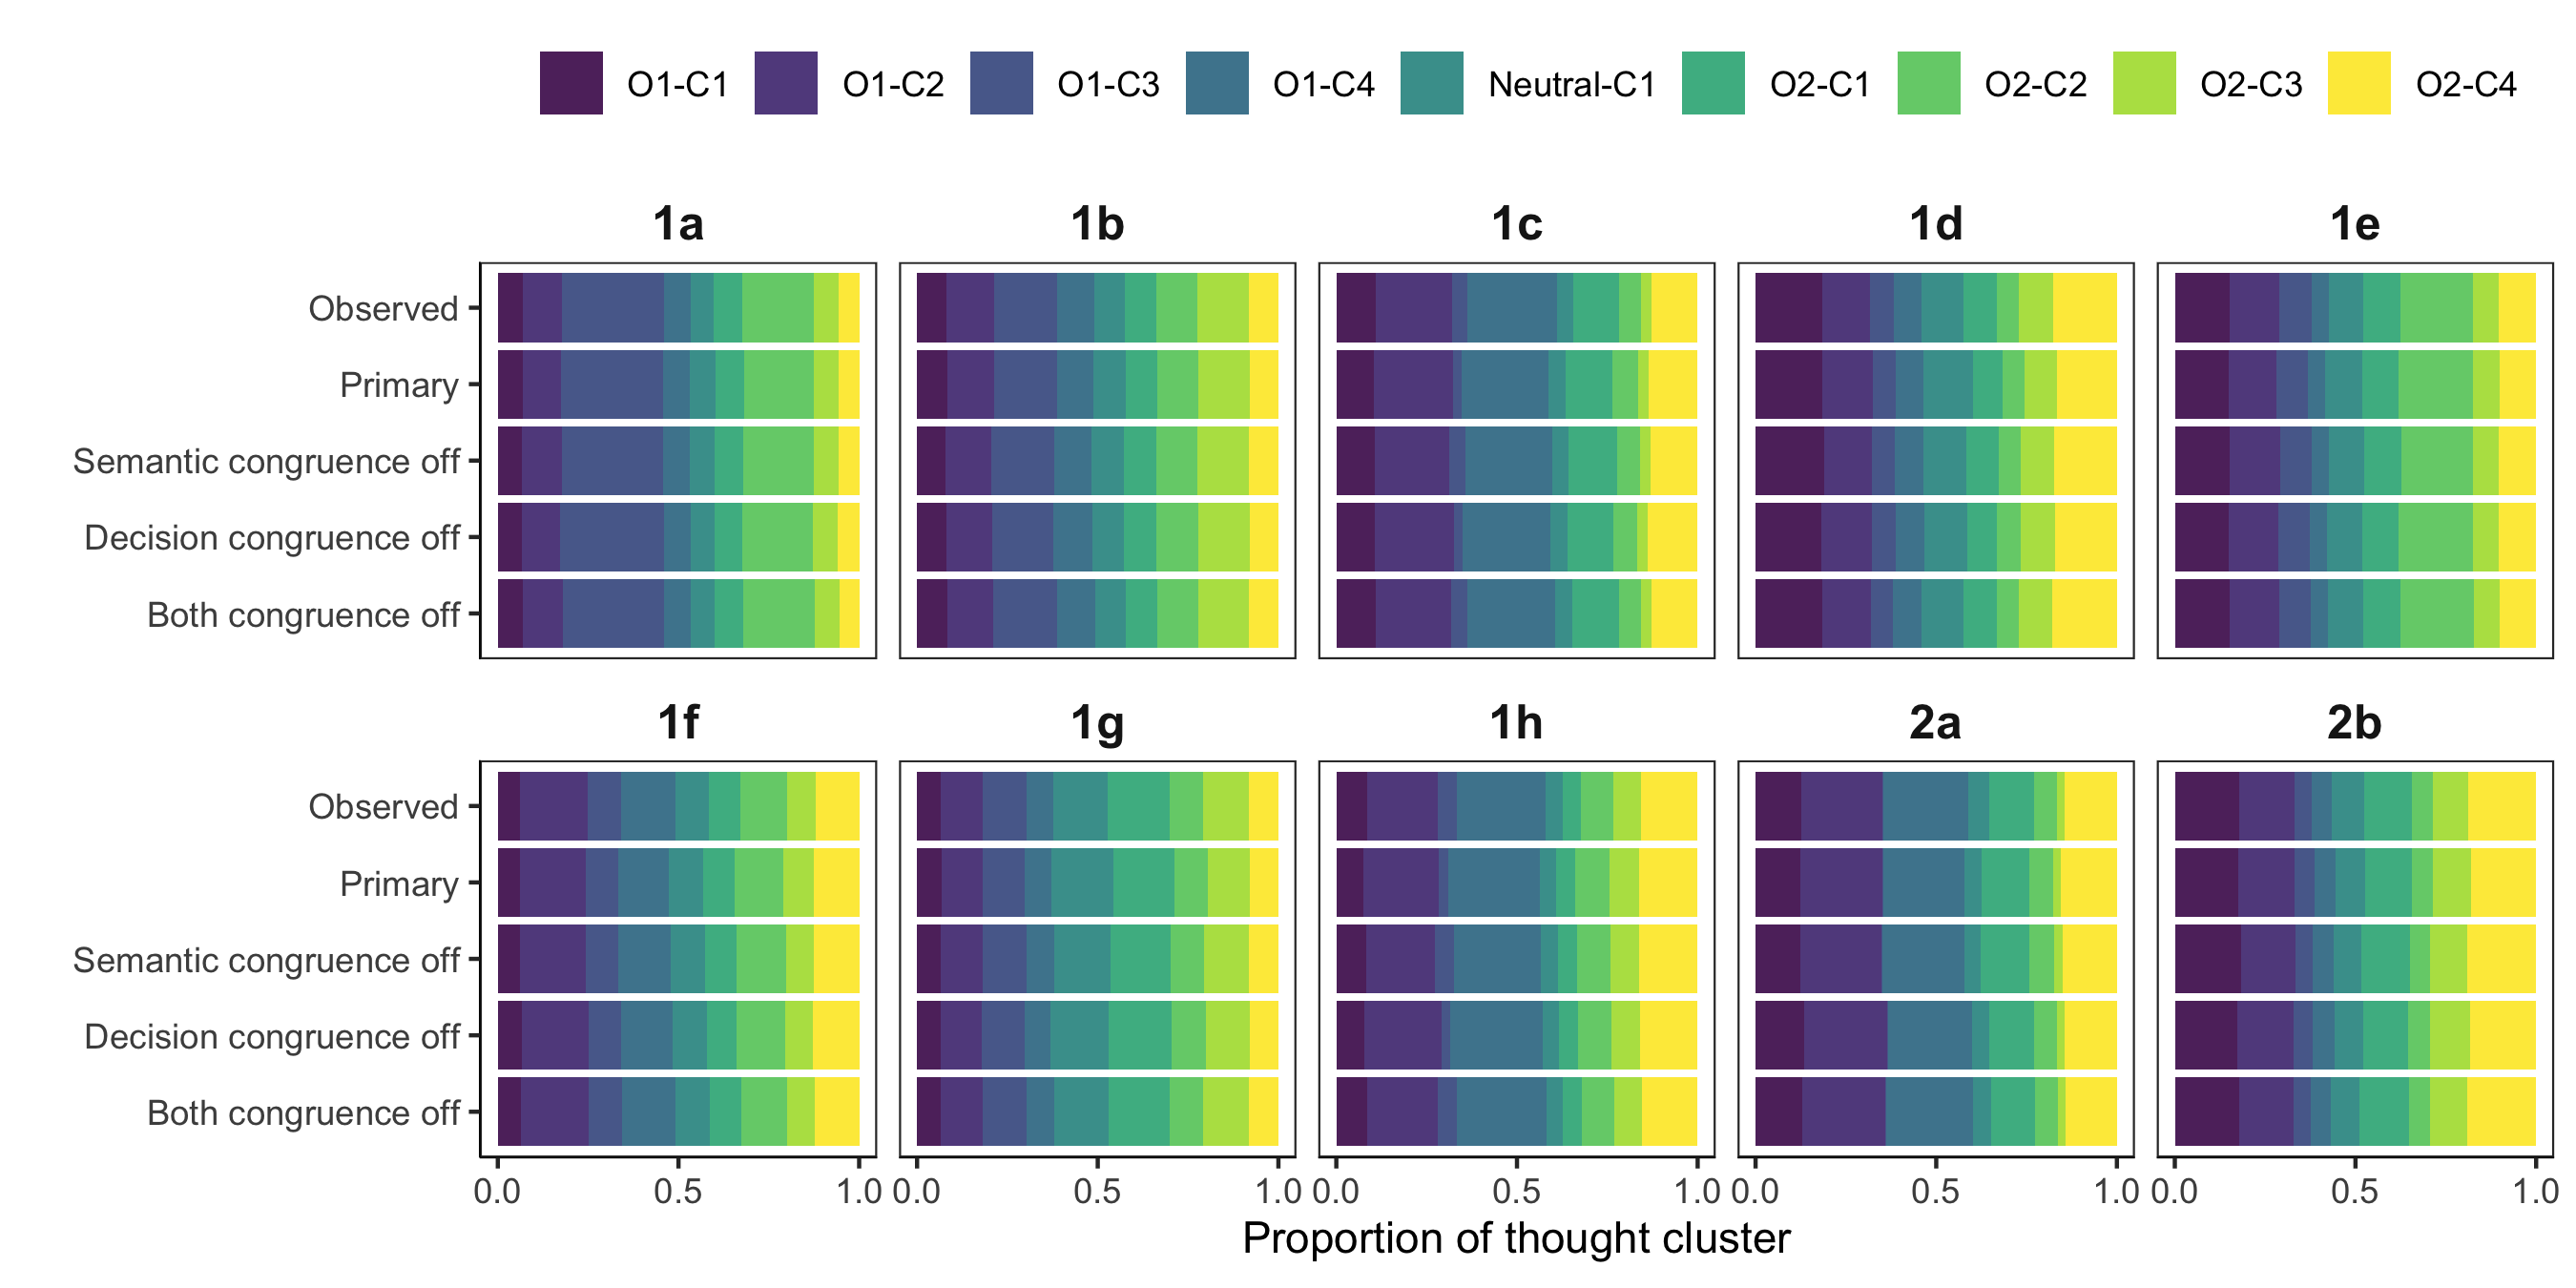 O1-C1 O1-C2 O1-C3 O1-C4 Neutral-C1 O2-C1 O2-C2 O2-C3 O2-C4
1a 1b 1c 1d 1e
Observed
Primary
Semantic congruence off
Decision congruence off
Both congruence off
1f 1g 1h 2a 2b
Observed
Primary
Semantic congruence off
Decision congruence off
Both congruence off
0.0 0.5 1.0 0.0 0.5 1.0 0.0 0.5 1.0 0.0 0.5 1.0 0.0 0.5 1.0
Proportion of thought cluster